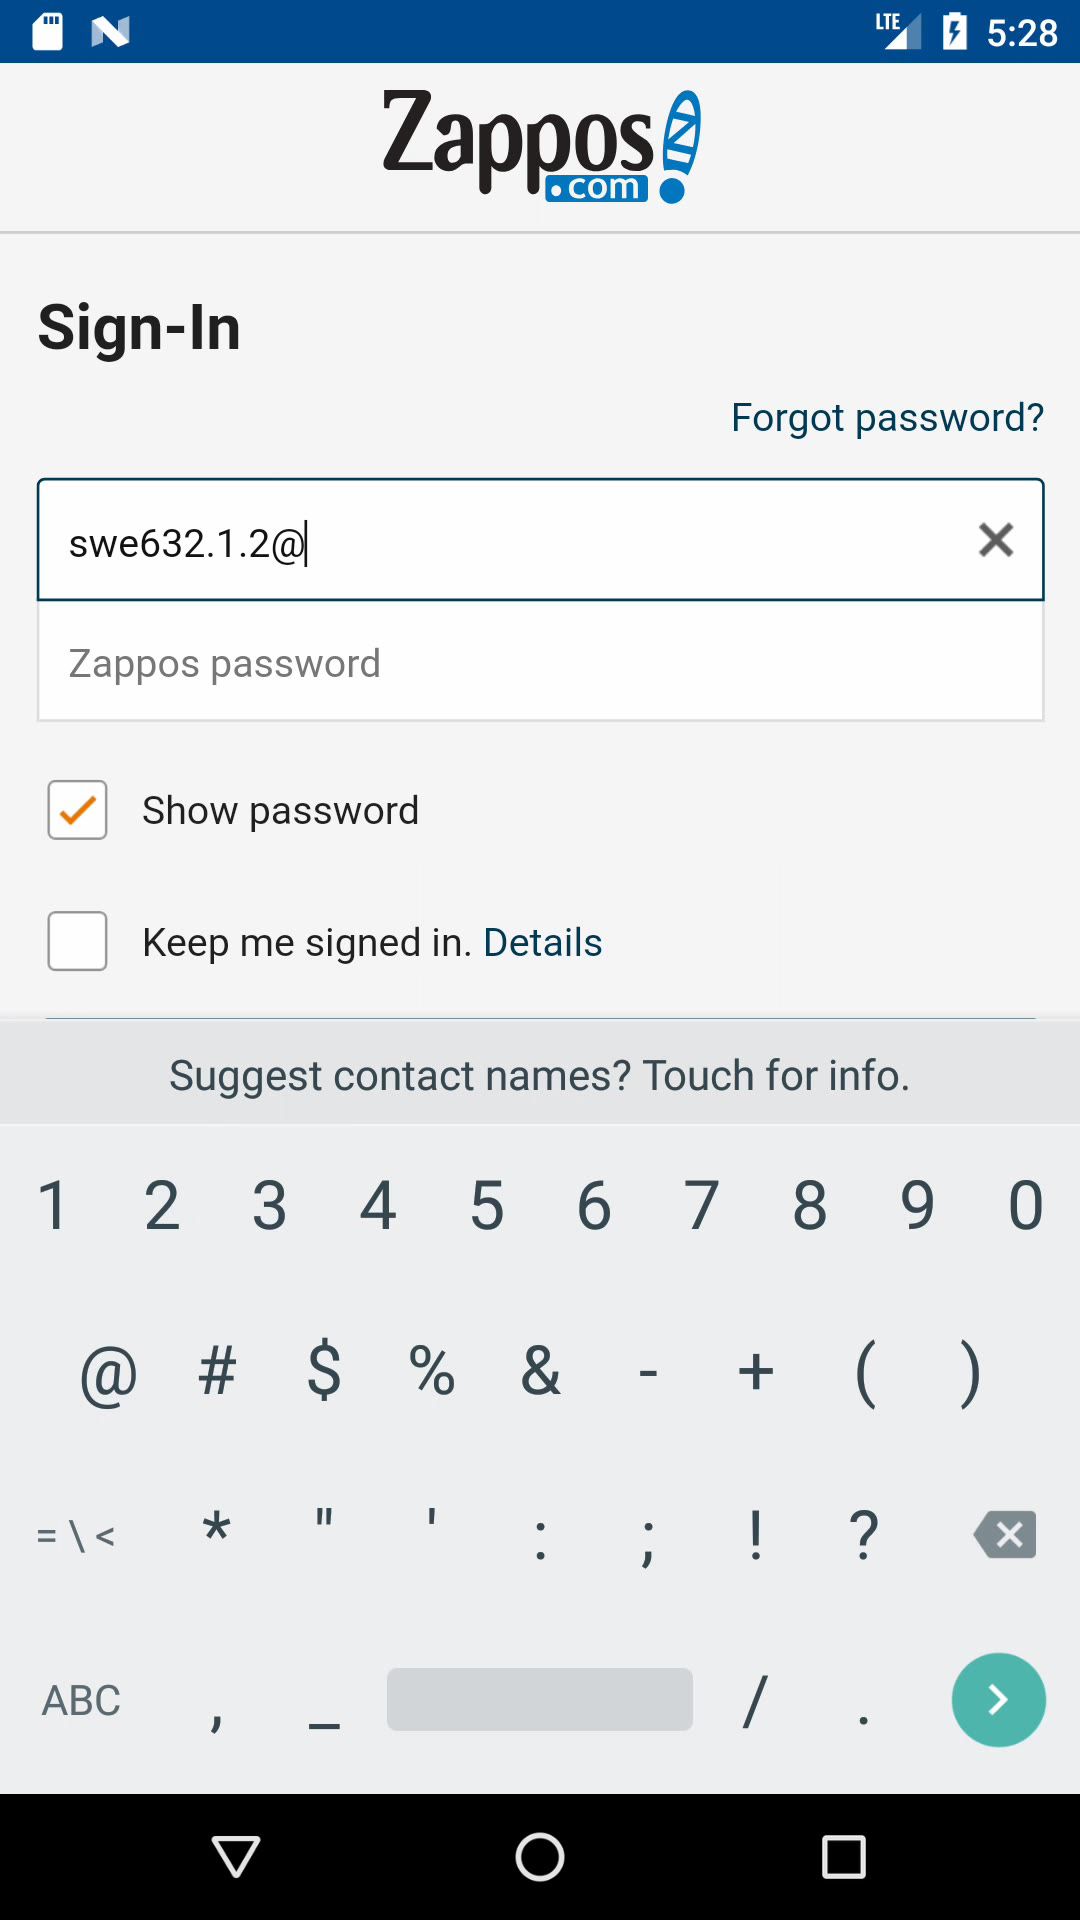 LTE 5:28
Zappos
.com
Sign-In
Forgot password?
swe632.1.2@
Zappos password
Show password
Keep me signed in. Details
Suggest contact names? Touch for info.
1 2 3 4 5 6 7 8 9 0
@ # $ % & - + ( )
= \ < * " ' : ; ! ?
ABC , _ / .